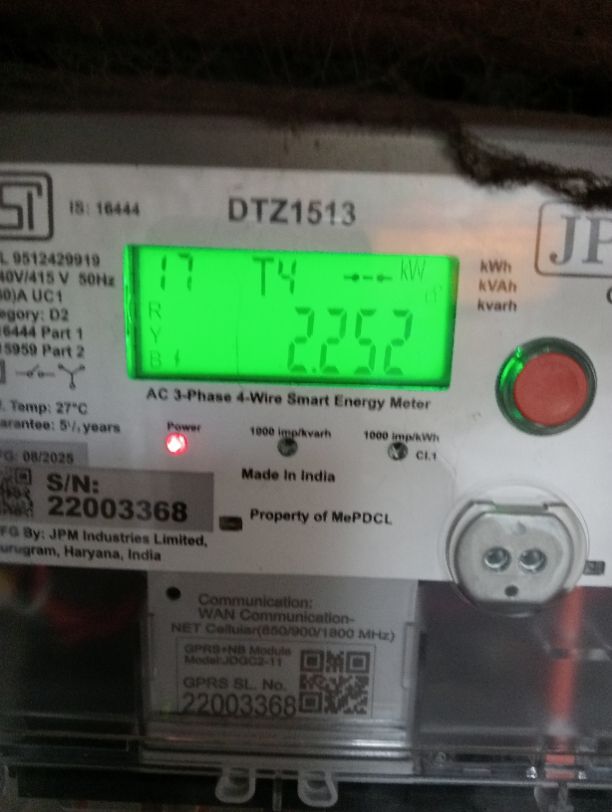 IS: 16444
DTZ1513
JP
L 9512429919
40V/415 V 50Hz
)A UC1
egory: D2
16444 Part 1
15959 Part 2
17 T4 kW
R
Y
B
2.252
kWh
kVAh
kvarh
AC 3-Phase 4-Wire Smart Energy Meter
. Temp: 27°C
arantee: 5½ years
FG: 08/2025
Power
1000 imp/kvarh
1000 imp/kWh
Cl.1
Made In India
S/N:
22003368
Property of MePDCL
FG By: JPM Industries Limited,
urugram, Haryana, India
Communication:
WAN Communication-
NET Cellular(850/900/1800 MHz)
GPRS+NB Module
Model:JDGC2-11
GPRS SL. No.
22003368